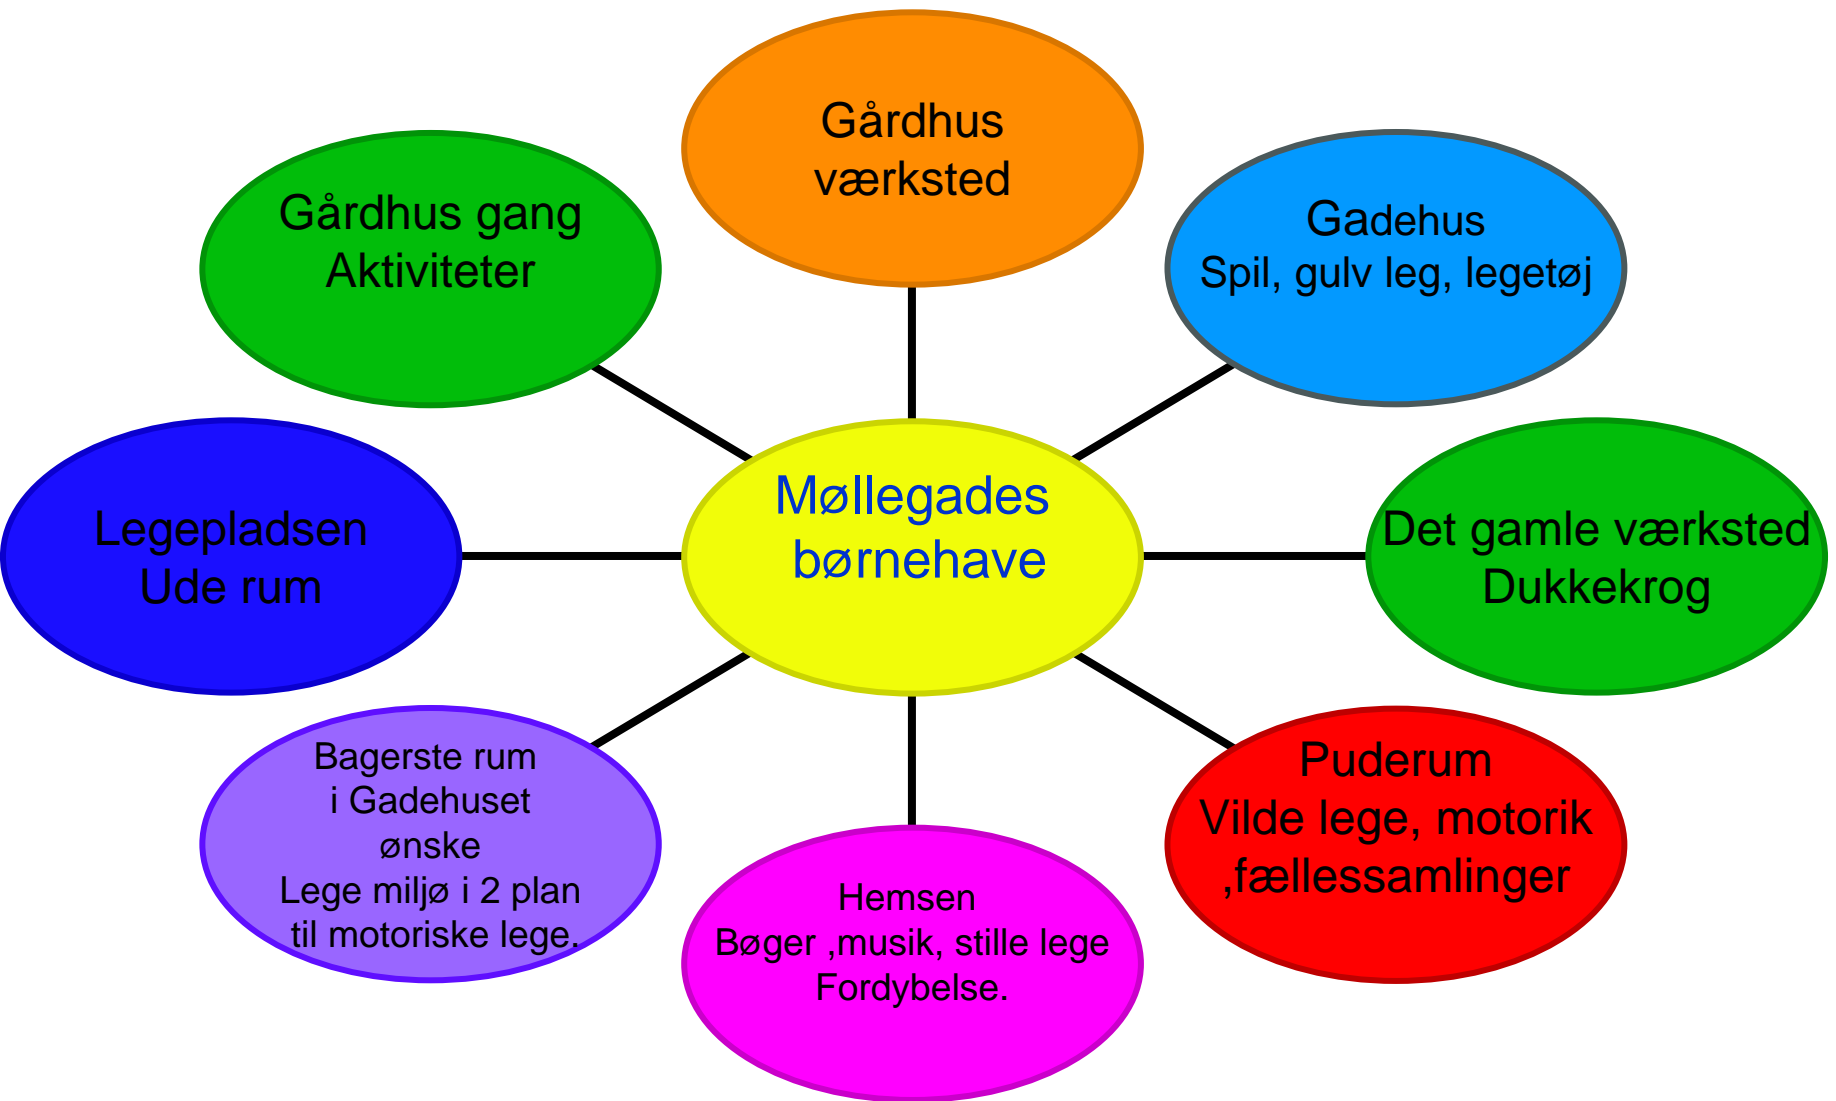 Gårdhus
værksted
Gårdhus gang
Aktiviteter
Gadehus
Spil, gulv leg, legetøj
Legepladsen
Ude rum
Møllegades
børnehave
Det gamle værksted
Dukkekrog
Bagerste rum
i Gadehuset
ønske
Lege miljø i 2 plan
til motoriske lege.
Hemsen
Bøger ,musik, stille lege
Fordybelse.
Puderum
Vilde lege, motorik
,fællessamlinger